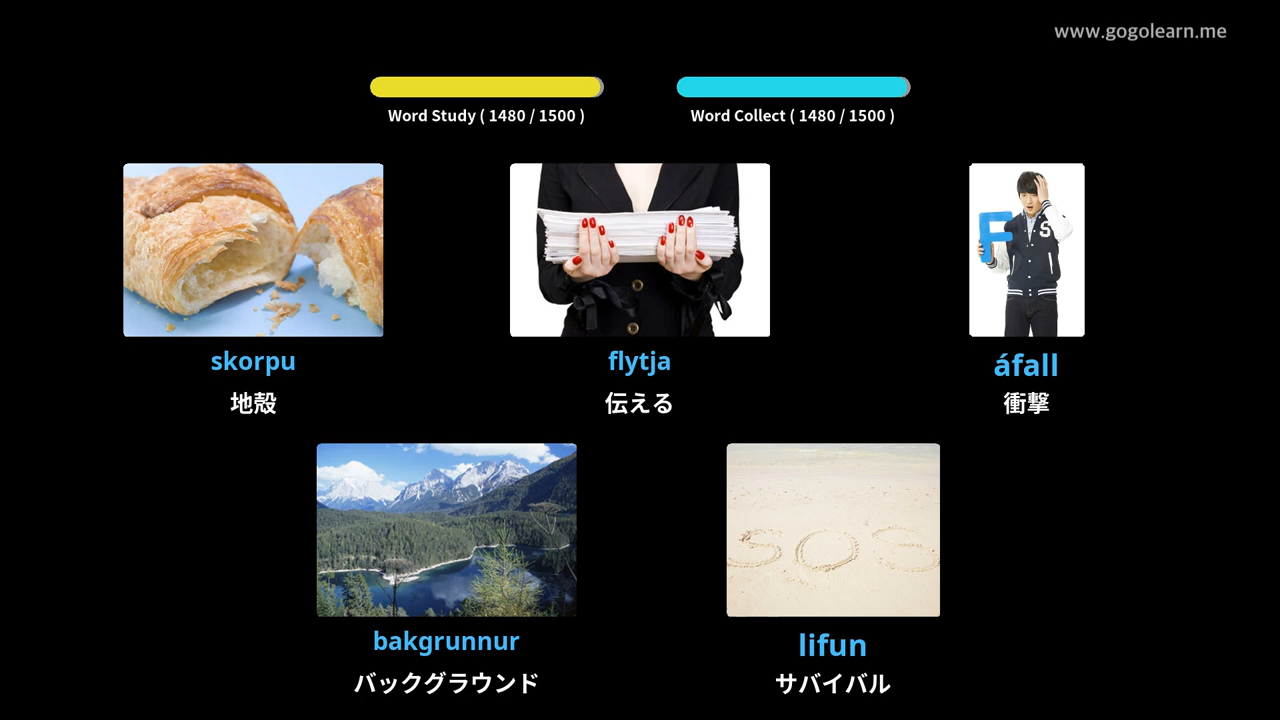 www.gogolearn.me
Word Study ( 1480 / 1500 )
Word Collect ( 1480 / 1500 )
F
S
skorpu
flytja
áfall
地殻
伝える
衝撃
SOS
bakgrunnur
lifun
バックグラウンド
サバイバル